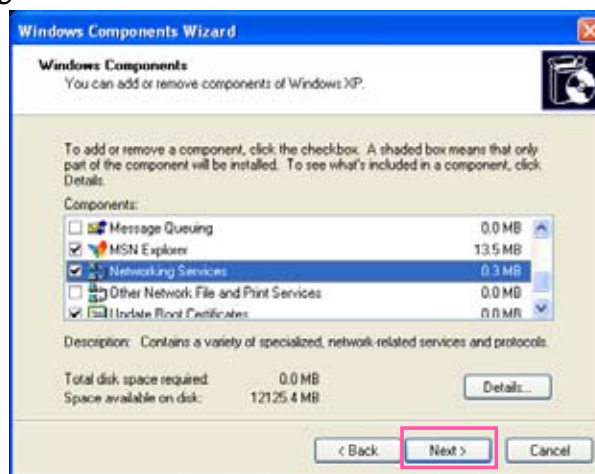 Windows Components Wizard
Windows Components
You can add or remove components of Windows XP.
To add or remove a component, click the checkbox. A shaded box means that only
part of the component will be installed. To see what's included in a component, click
Details.
Components:
Message Queuing 0.0 MB
MSN Explorer 13.5 MB
Networking Services 0.3 MB
Other Network File and Print Services 0.0 MB
Update Root Certificates 0.0 MB
Description: Contains a variety of specialized, network-related services and protocols.
Total disk space required: 0.0 MB
Space available on disk: 12125.4 MB
Details...
< Back Next > Cancel